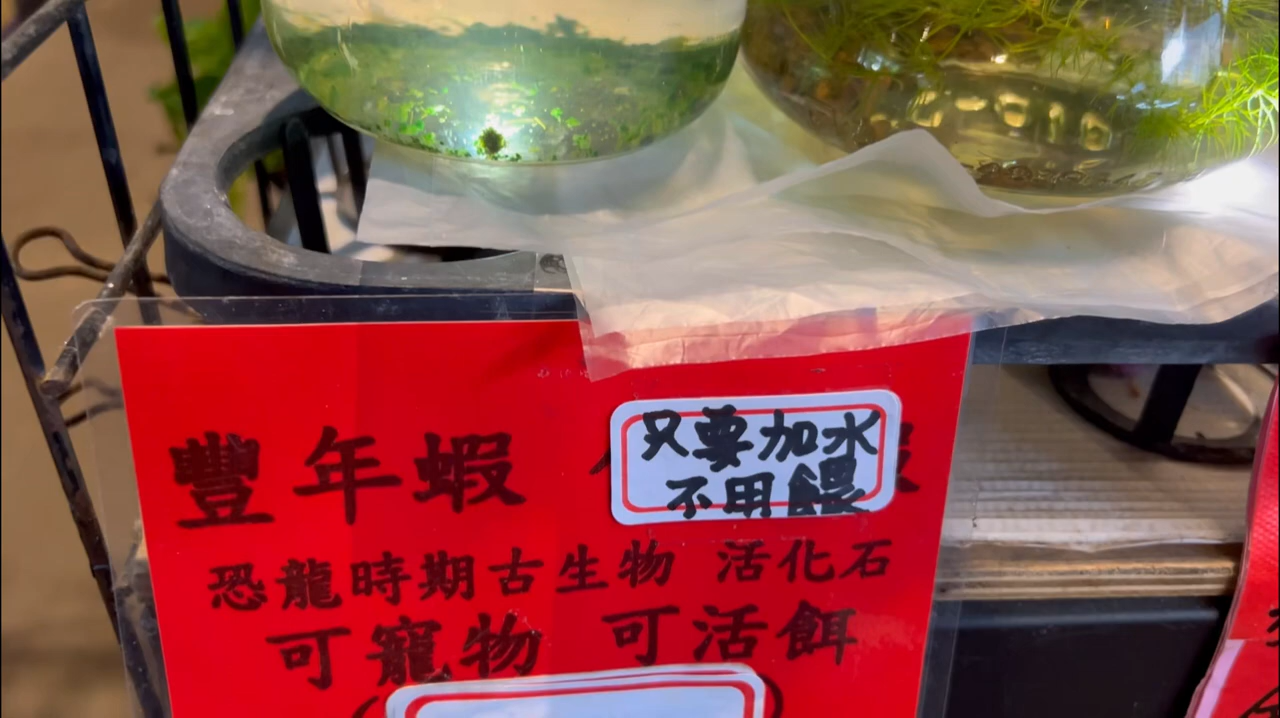 豐年蝦
只要加水
不用餵
恐龍時期古生物 活化石
可寵物 可活餌